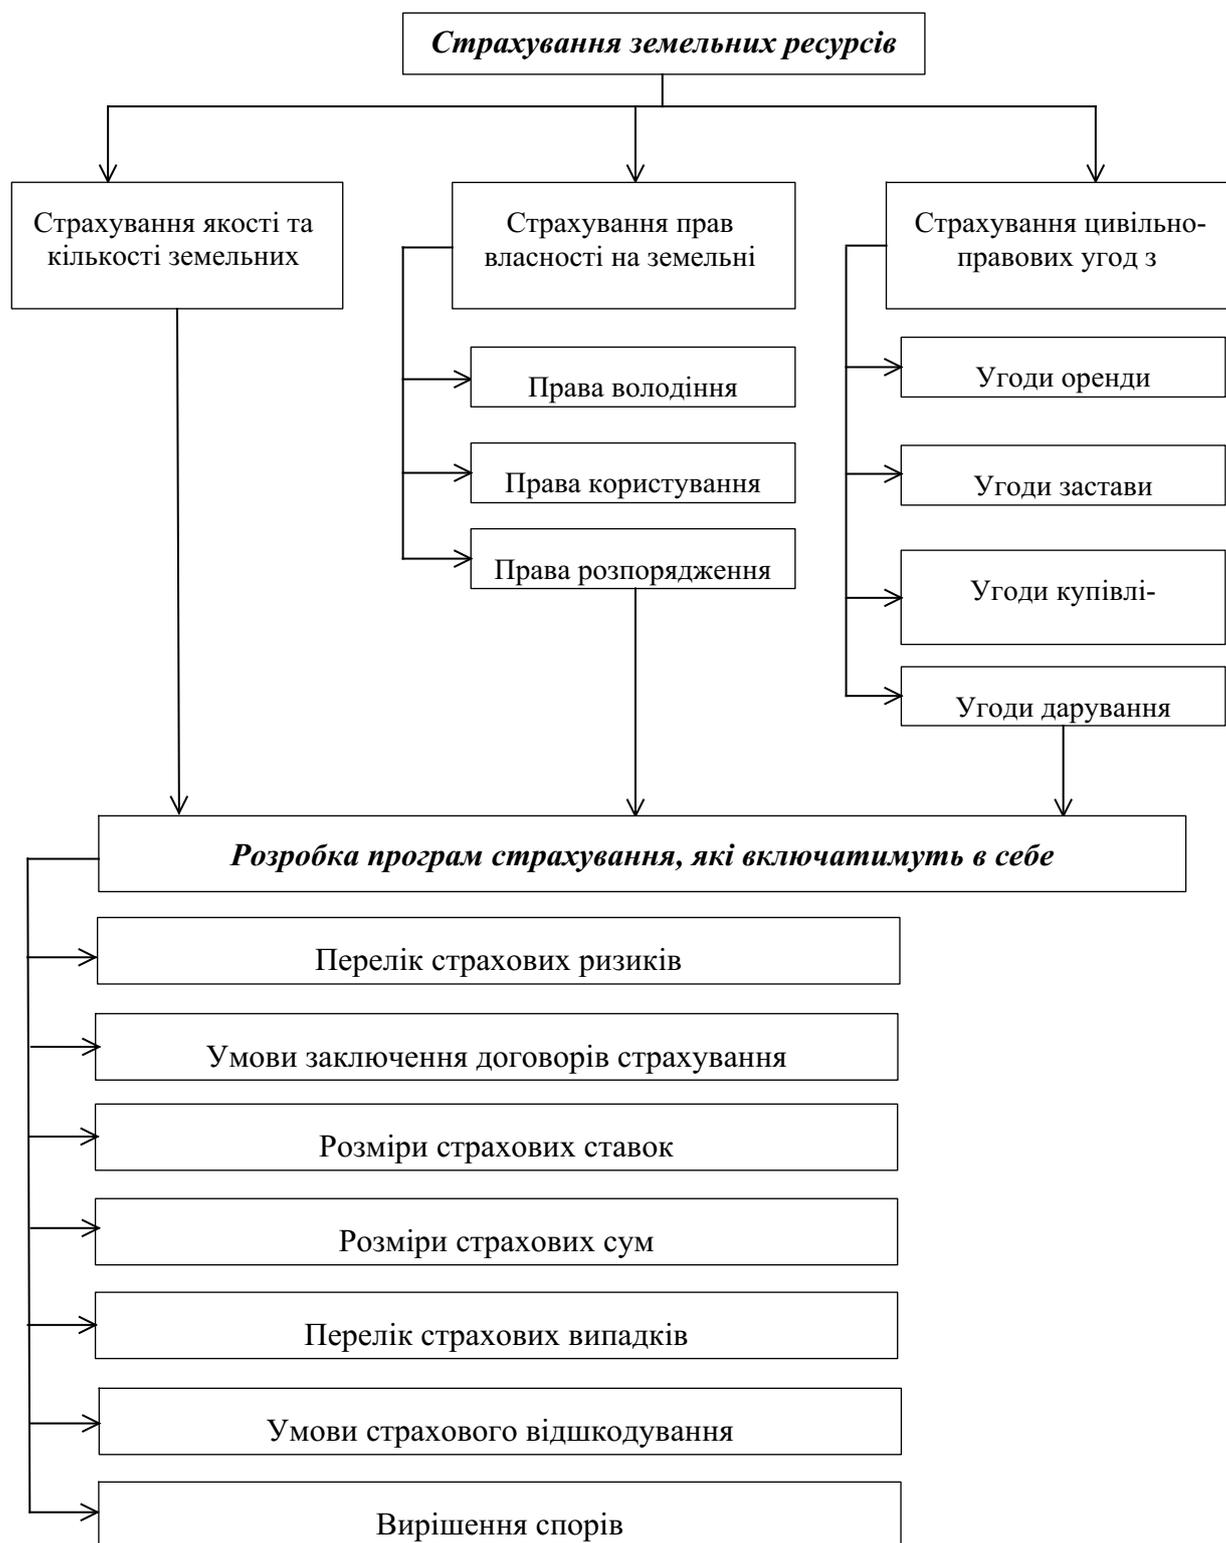 Страхування земельних ресурсів
Страхування якості та
кількості земельних
Страхування прав
власності на земельні
Страхування цивільно-
правових угод з
Права володіння
Права користування
Права розпорядження
Угоди оренди
Угоди застави
Угоди купівлі-
Угоди дарування
Розробка програм страхування, які включатимуть в себе
Перелік страхових ризиків
Умови заключення договорів страхування
Розміри страхових ставок
Розміри страхових сум
Перелік страхових випадків
Умови страхового відшкодування
Вирішення спорів